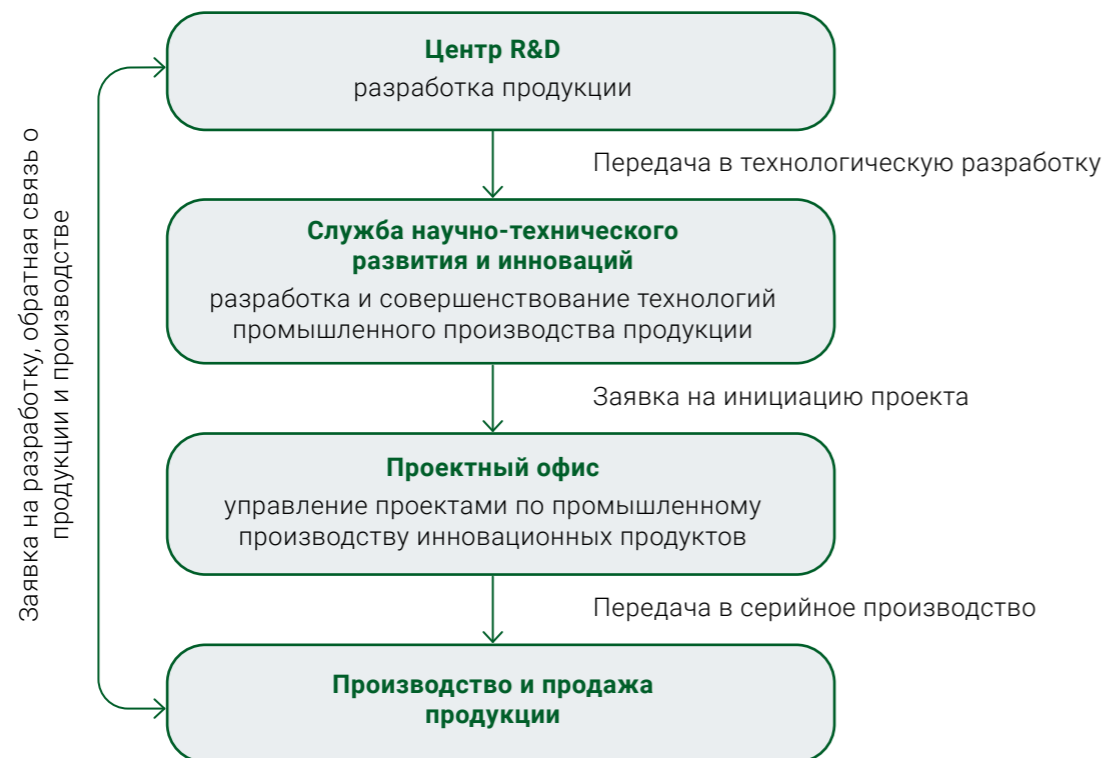 Центр R&D
разработка продукции
Передача в технологическую разработку
Служба научно-технического
развития и инноваций
разработка и совершенствование технологий
промышленного производства продукции
Заявка на инициацию проекта
Проектный офис
управление проектами по промышленному
производству инновационных продуктов
Передача в серийное производство
Производство и продажа
продукции
Заявка на разработку, обратная связь о
продукции и производстве